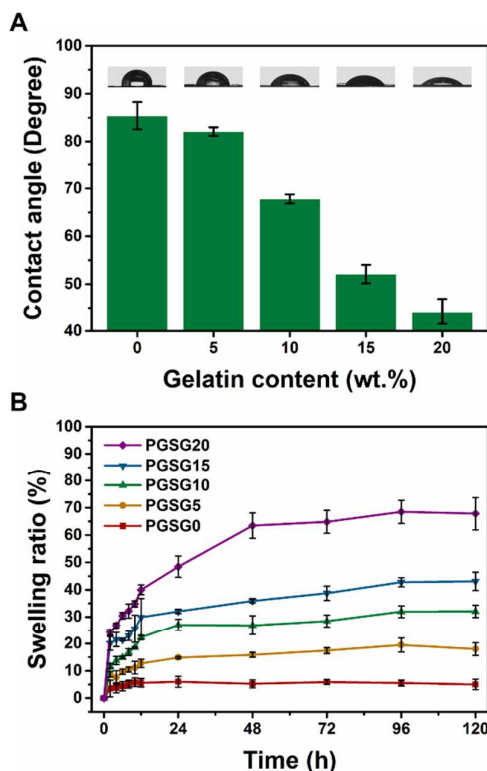 A
100
90
80
70
60
50
40
Contact angle (Degree)
0 5 10 15 20
Gelatin content (wt.%)
B
100
90
80
70
60
50
40
30
20
10
0
Swelling ratio (%)
PGSG20
PGSG15
PGSG10
PGSG5
PGSG0
0 24 48 72 96 120
Time (h)